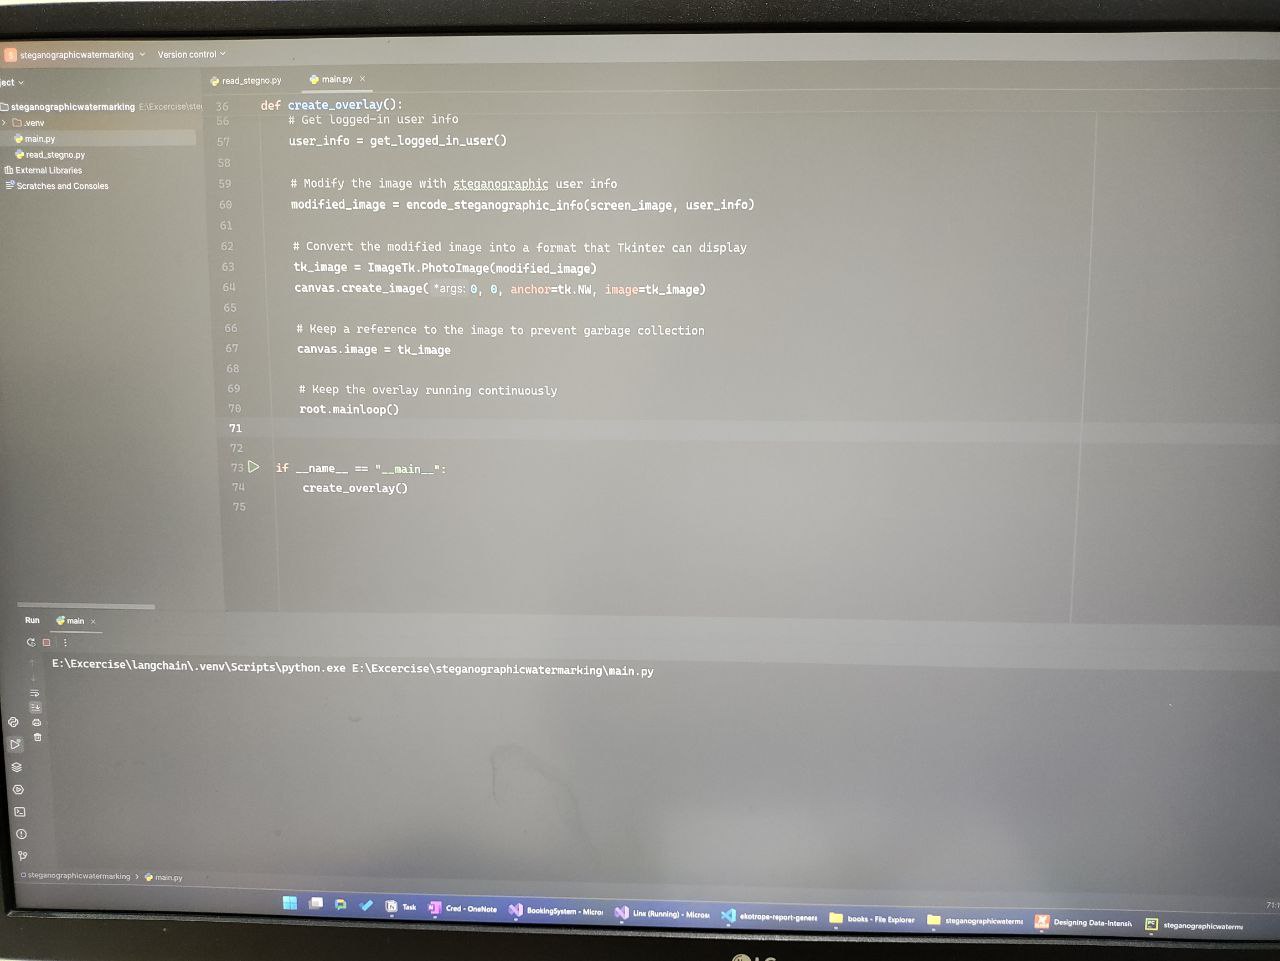 steganographicwatermarking
Version control
ject
read_stegno.py
main.py
steganographicwatermarking E:\Excercise\ste
.venv
main.py
read_stegno.py
External Libraries
Scratches and Consoles
36 def create_overlay():
56 # Get logged-in user info
57 user_info = get_logged_in_user()
58
59 # Modify the image with steganographic user info
60 modified_image = encode_steganographic_info(screen_image, user_info)
61
62 # Convert the modified image into a format that Tkinter can display
63 tk_image = ImageTk.PhotoImage(modified_image)
64 canvas.create_image( *args: 0, 0, anchor=tk.NW, image=tk_image)
65
66 # Keep a reference to the image to prevent garbage collection
67 canvas.image = tk_image
68
69 # Keep the overlay running continuously
70 root.mainloop()
71
72
73 if __name__ == "__main__":
74 create_overlay()
75
Run main
E:\Excercise\langchain\.venv\Scripts\python.exe E:\Excercise\steganographicwatermarking\main.py
steganographicwatermarking > main.py
71:1
Task
Cred - OneNote
BookingSystem - Micro
Linx (Running) - Micros
ekotrope-report-genera
books - File Explorer
steganographicwaterma
Designing Data-Intensiv
steganographicwaterma